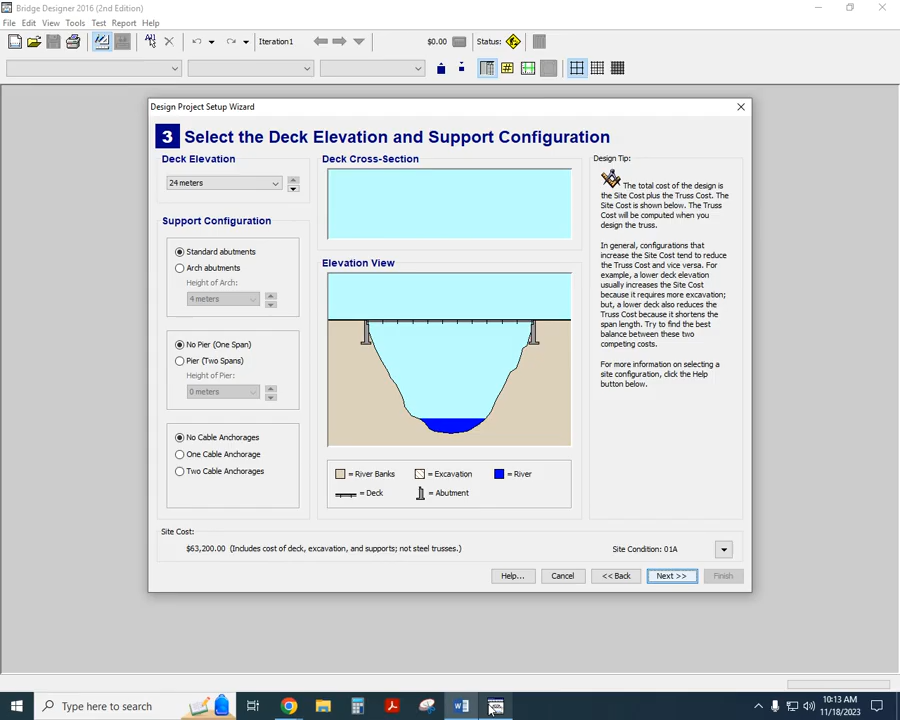 Bridge Designer 2016 (2nd Edition)
File Edit View Tools Test Report Help
Iteration1 $0.00 Status:
Design Project Setup Wizard
3 Select the Deck Elevation and Support Configuration
Deck Elevation
24 meters
Support Configuration
Standard abutments
Arch abutments
Height of Arch:
4 meters
No Pier (One Span)
Pier (Two Spans)
Height of Pier:
0 meters
No Cable Anchorages
One Cable Anchorage
Two Cable Anchorages
Deck Cross-Section
Elevation View
= River Banks = Excavation = River
= Deck = Abutment
Design Tip:
The total cost of the design is
the Site Cost plus the Truss Cost. The
Site Cost is shown below. The Truss
Cost will be computed when you
design the truss.
In general, configurations that
increase the Site Cost tend to reduce
the Truss Cost and vice versa. For
example, a lower deck elevation
usually increases the Site Cost
because it requires more excavation;
but, a lower deck also reduces the
Truss Cost because it shortens the
span length. Try to find the best
balance between these two
competing costs.
For more information on selecting a
site configuration, click the Help
button below.
Site Cost:
$63,200.00 (Includes cost of deck, excavation, and supports; not steel trusses.) Site Condition: 01A
Help... Cancel << Back Next >> Finish
Type here to search
10:13 AM
11/18/2023